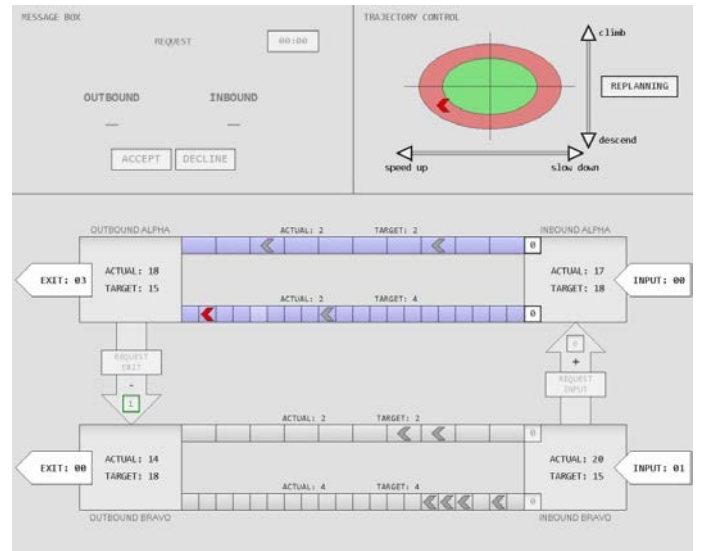 MESSAGE BOX
REQUEST
00:00
OUTBOUND
INBOUND
—
—
ACCEPT
DECLINE
TRAJECTORY CONTROL
climb
REPLANNING
descend
speed up
slow down
OUTBOUND ALPHA
ACTUAL: 2
TARGET: 2
INBOUND ALPHA
0
EXIT: 03
ACTUAL: 18
TARGET: 15
ACTUAL: 17
TARGET: 18
INPUT: 00
ACTUAL: 2
TARGET: 4
0
REQUEST
EXIT
-
1
0
+
REQUEST
INPUT
ACTUAL: 2
TARGET: 2
0
EXIT: 00
ACTUAL: 14
TARGET: 18
ACTUAL: 20
TARGET: 15
INPUT: 01
ACTUAL: 4
TARGET: 4
0
OUTBOUND BRAVO
INBOUND BRAVO